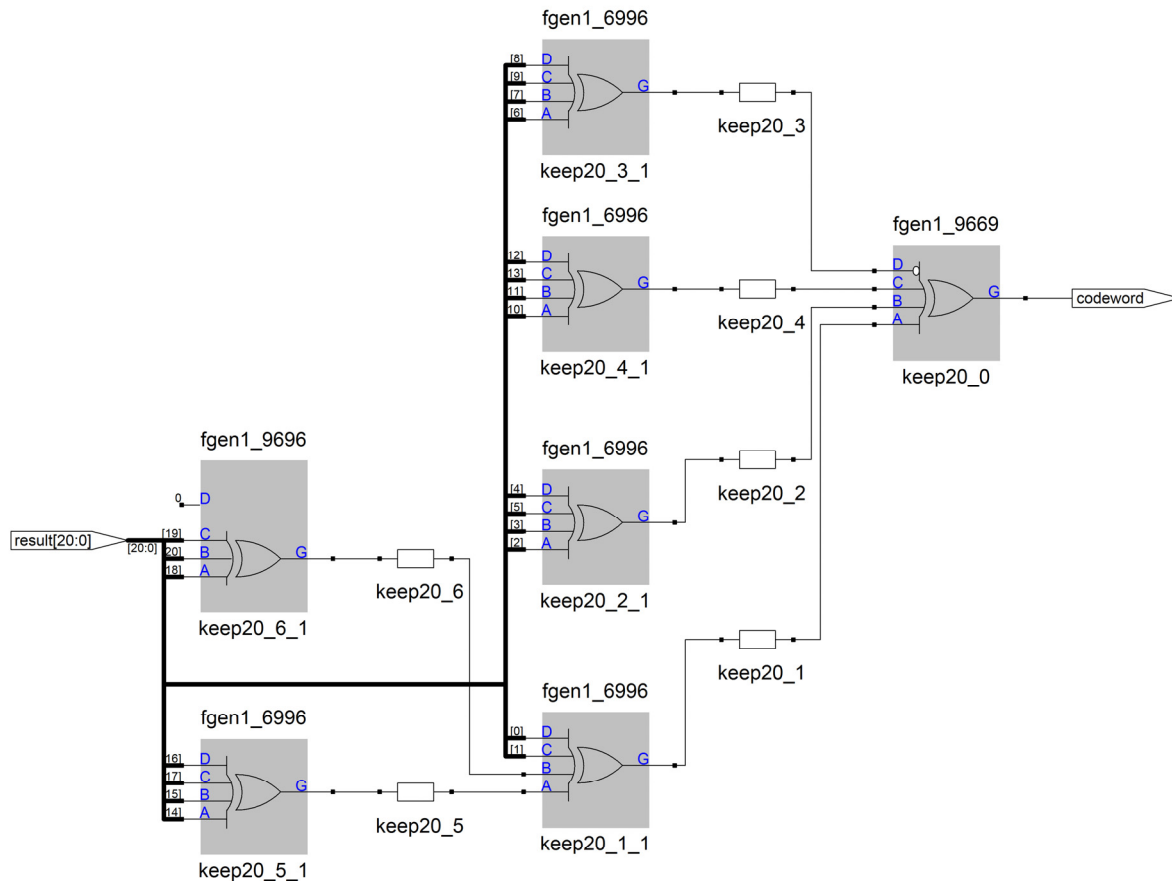 fgen1_6996
[8] D
[9] C
[7] B
[6] A
G
keep20_3
keep20_3_1
fgen1_6996
[12] D
[13] C
[11] B
[10] A
G
keep20_4
keep20_4_1
fgen1_9669
D
C
B
A
G
codeword
keep20_0
fgen1_9696
0 D
[19] C
[20] B
[18] A
G
result[20:0]
[20:0]
keep20_6
keep20_6_1
fgen1_6996
[4] D
[5] C
[3] B
[2] A
G
keep20_2
keep20_2_1
fgen1_6996
[16] D
[17] C
[15] B
[14] A
G
keep20_5
keep20_5_1
fgen1_6996
[0] D
[1] C
B
A
G
keep20_1
keep20_1_1